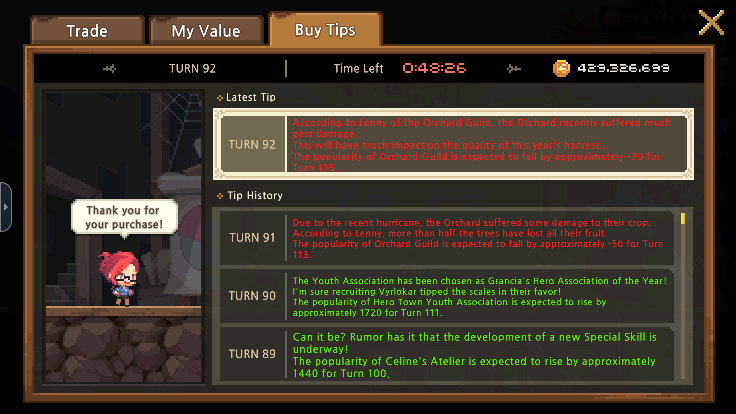 Trade
My Value
Buy Tips
TURN 92
Time Left
0:48:26
429,326,699
Latest Tip
TURN 92
According to Lenny of the Orchard Guild, the Orchard recently suffered much
pest damage
This will have much impact on the quality of this year's harvest...
The popularity of Orchard Guild is expected to fall by approximately -30 for
Turn 115.
Tip History
TURN 91
Due to the recent hurricane, the Orchard suffered some damage to their crop.
According to Lenny, more than half the trees have lost all their fruit.
The popularity of Orchard Guild is expected to fall by approximately -50 for Turn
113.
TURN 90
The Youth Association has been chosen as Grancia's Hero Association of the Year!
I'm sure recruiting Vyrlokar tipped the scales in their favor!
The popularity of Hero Town Youth Association is expected to rise by
approximately 1720 for Turn 111.
TURN 89
Can it be? Rumor has it that the development of a new Special Skill is
underway!
The popularity of Celine's Atelier is expected to rise by approximately
1440 for Turn 100.
Thank you for
your purchase!